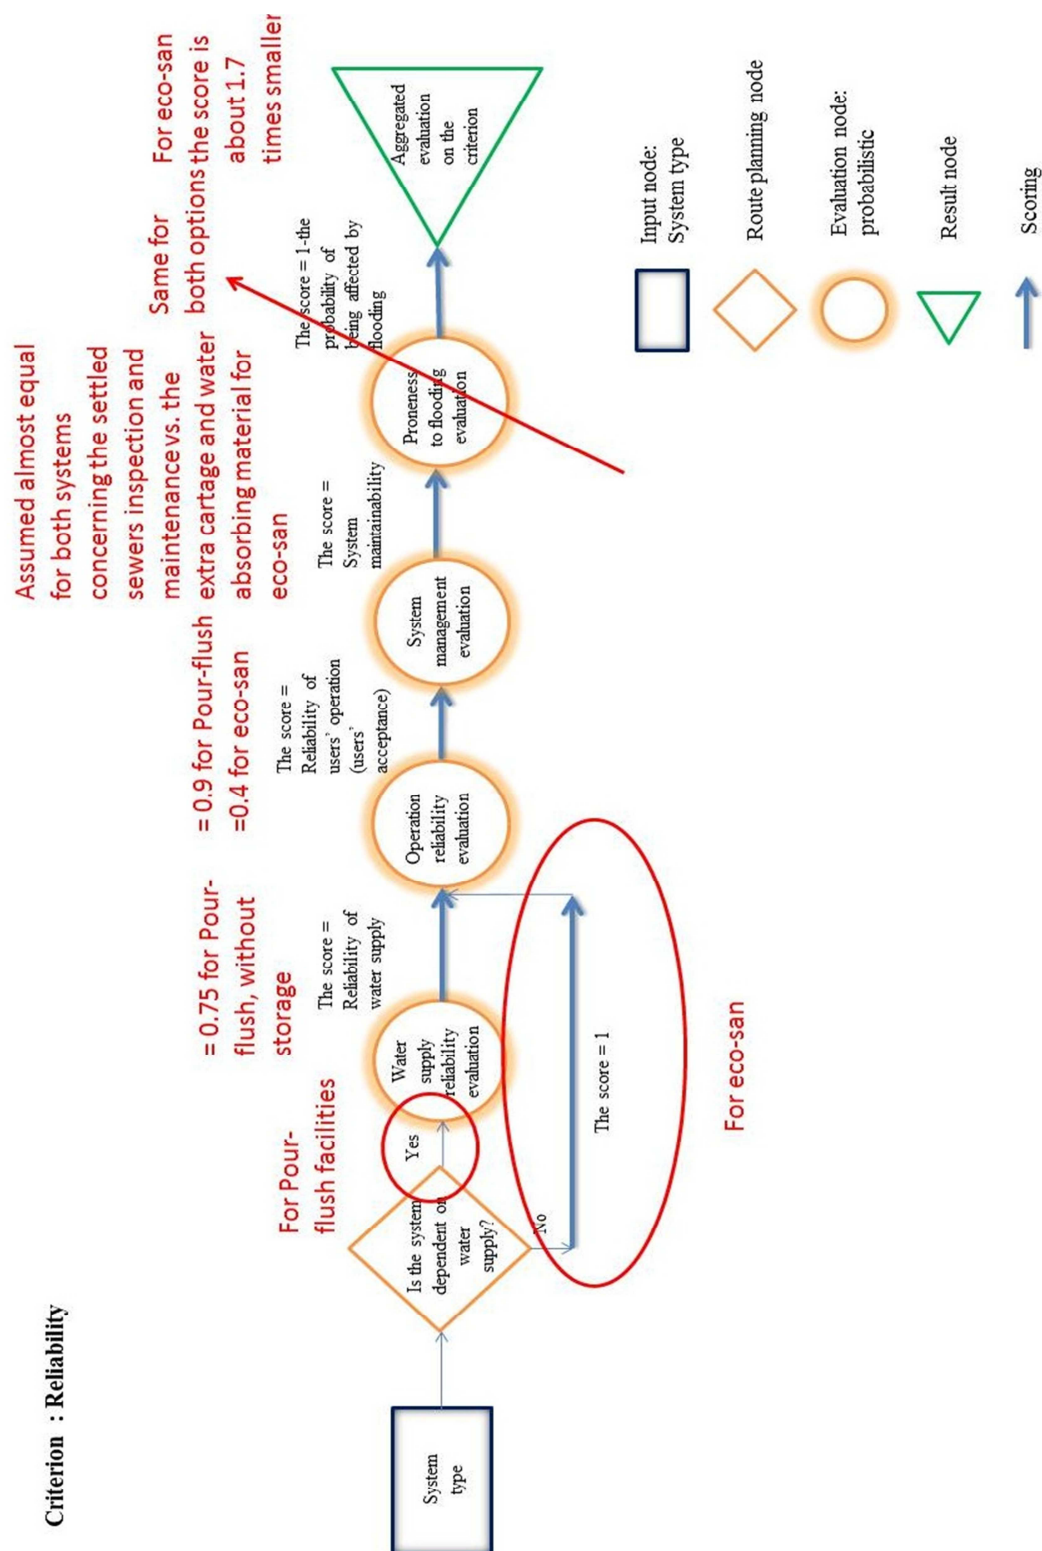 Criterion : Reliability
System
type
Is the system
dependent on
water
supply?
Yes
No
For Pour-
flush facilities
Water
supply
reliability
evaluation
= 0.75 for Pour-
flush, without
storage
The score =
Reliability of
water supply
The score = 1
For eco-san
Operation
reliability
evaluation
= 0.9 for Pour-flush
=0.4 for eco-san
The score =
Reliability of
users' operation
(users'
acceptance)
System
management
evaluation
Assumed almost equal
for both systems
concerning the settled
sewers inspection and
maintenance vs. the
extra cartage and water
absorbing material for
eco-san
The score =
System
maintainability
Proneness
to flooding
evaluation
Same for
both options
The score = 1-the
probability of
being affected by
flooding
For eco-san
the score is
about 1.7
times smaller
Aggregated
evaluation
on the
criterion
Input node:
System type
Route planning node
Evaluation node:
probabilistic
Result node
Scoring